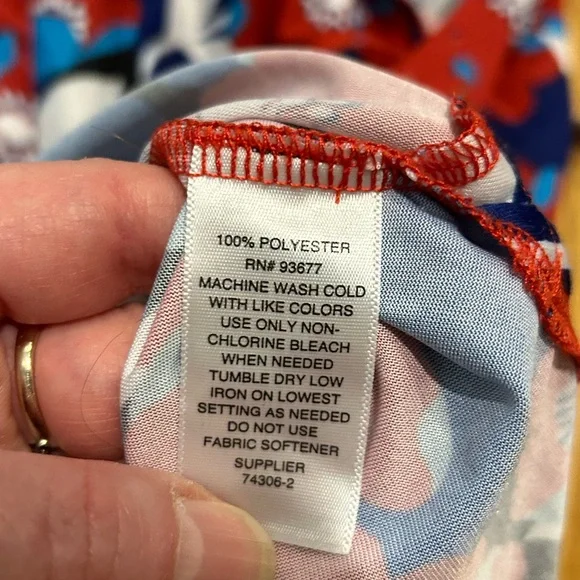 100% POLYESTER
RN# 93677
MACHINE WASH COLD
WITH LIKE COLORS
USE ONLY NON-
CHLORINE BLEACH
WHEN NEEDED
TUMBLE DRY LOW
IRON ON LOWEST
SETTING AS NEEDED
DO NOT USE
FABRIC SOFTENER
SUPPLIER
74306-2